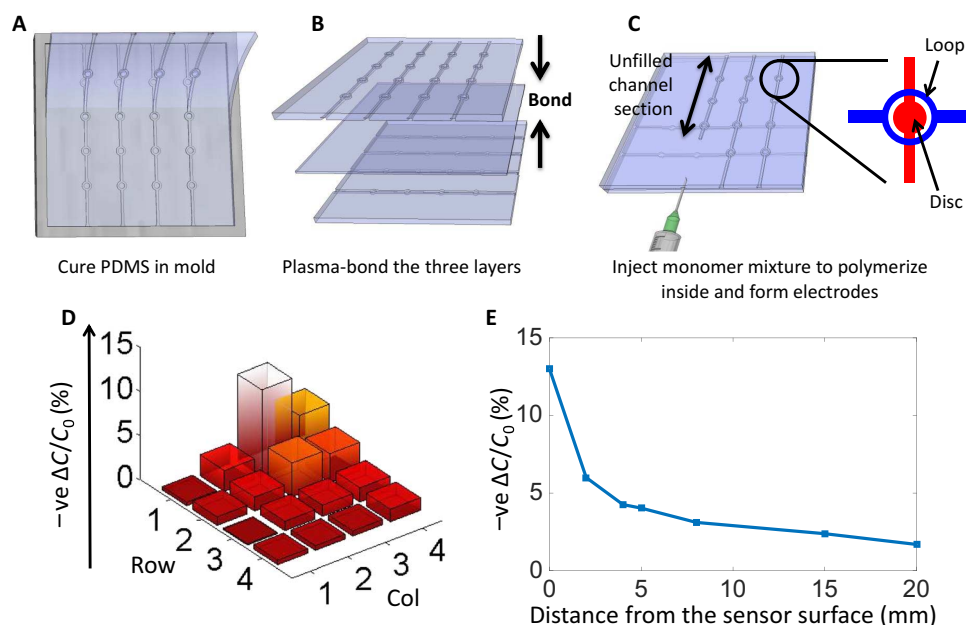 A
B
C
Unfilled
channel
section
Bond
Loop
Disc
Cure PDMS in mold
Plasma-bond the three layers
Inject monomer mixture to polymerize
inside and form electrodes
D
−ve ΔC/C0 (%)
15
10
5
0
1
2
3
4
Row
1
2
3
4
Col
E
−ve ΔC/C0 (%)
15
10
5
0
0
5
10
15
20
Distance from the sensor surface (mm)